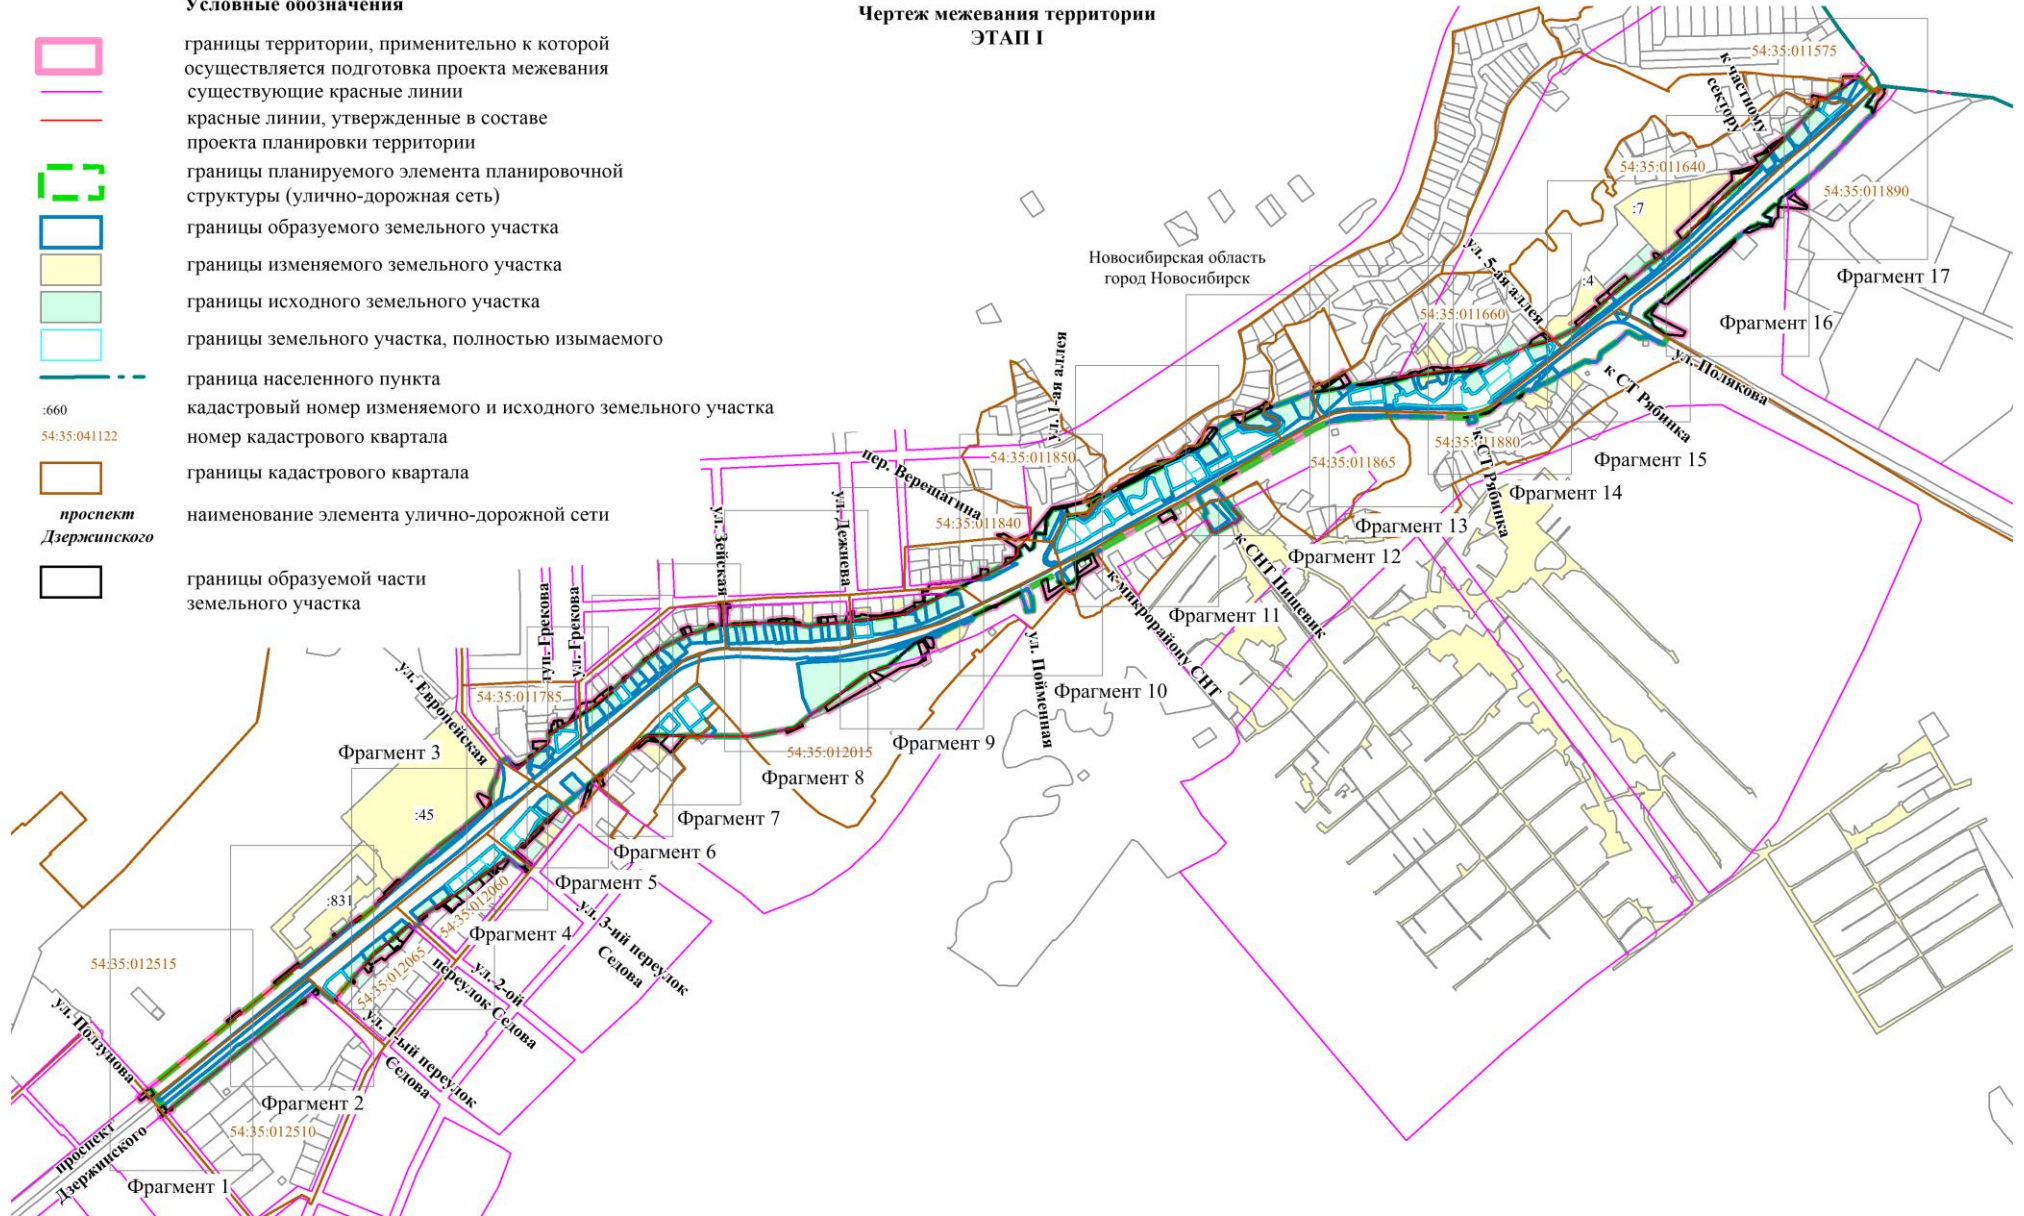 Условные обозначения
границы территории, применительно к которой
осуществляется подготовка проекта межевания
существующие красные линии
красные линии, утвержденные в составе
проекта планировки территории
границы планируемого элемента планировочной
структуры (улично-дорожная сеть)
границы образуемого земельного участка
границы изменяемого земельного участка
границы исходного земельного участка
границы земельного участка, полностью изымаемого
граница населенного пункта
:660
кадастровый номер изменяемого и исходного земельного участка
54:35:041122
номер кадастрового квартала
границы кадастрового квартала
проспект
Дзержинского
наименование элемента улично-дорожной сети
границы образуемой части
земельного участка
Чертеж межевания территории
ЭТАП I
54:35:011575
к частному
сектору
54:35:011640
54:35:011890
:7
Фрагмент 17
Новосибирская область
город Новосибирск
ул. 5-ая аллея
:4
54:35:011660
Фрагмент 16
ул. Полякова
к СТ Рябинка
ул. 1-ая аллея
54:35:011880
Фрагмент 15
54:35:011850
54:35:011865
к СТ Рябинка
Фрагмент 14
пер. Верещагина
54:35:011840
Фрагмент 13
ул. Зейская
ул. Дежнева
Фрагмент 12
к СНТ Пищевик
Фрагмент 11
к микрорайону СНТ
ул. Грекова
ул. Пойменная
Фрагмент 10
54:35:011785
ул. Европейская
Фрагмент 9
54:35:012015
Фрагмент 3
Фрагмент 8
:45
Фрагмент 7
Фрагмент 6
Фрагмент 5
:831
54:35:012060
Фрагмент 4
ул. 3-ий переулок
Седова
54:35:012515
54:35:012065
ул. 2-ой
переулок Седова
ул. Ползунова
ул. 1-ый переулок
Седова
Фрагмент 2
54:35:012510
проспект
Дзержинского
Фрагмент 1